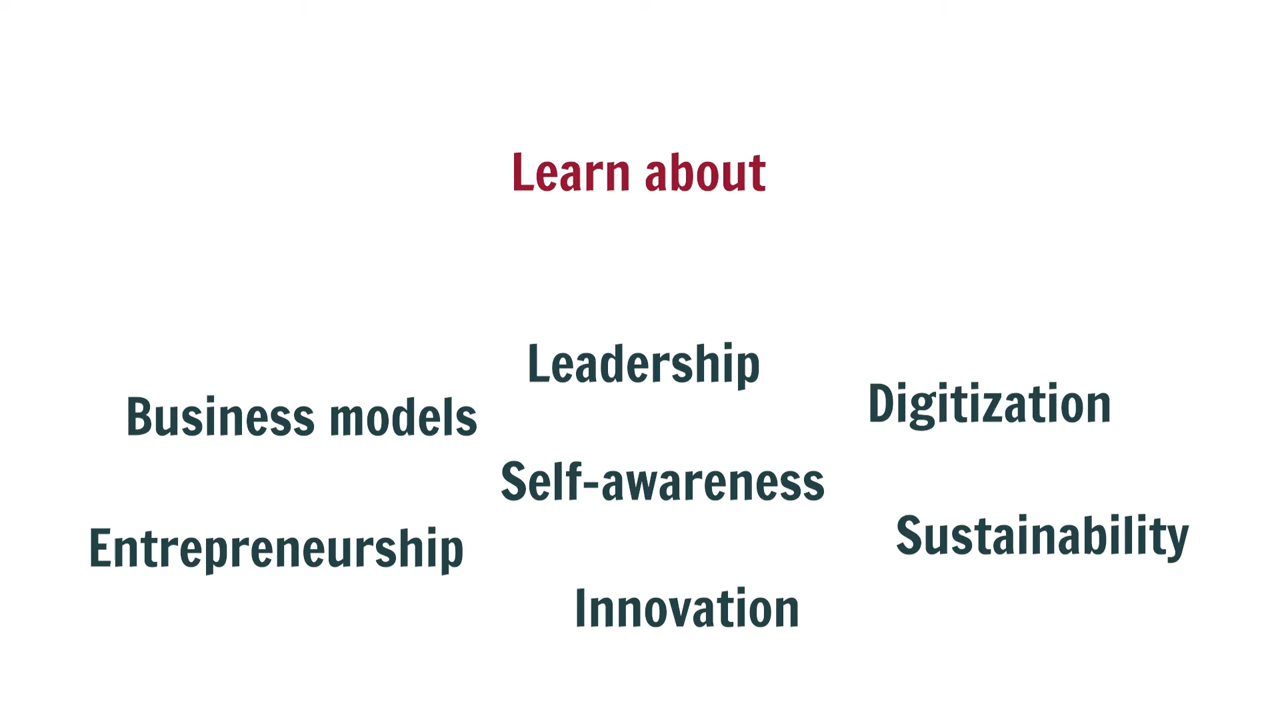 Learn about
Leadership
Business models
Digitization
Self-awareness
Entrepreneurship
Sustainability
Innovation